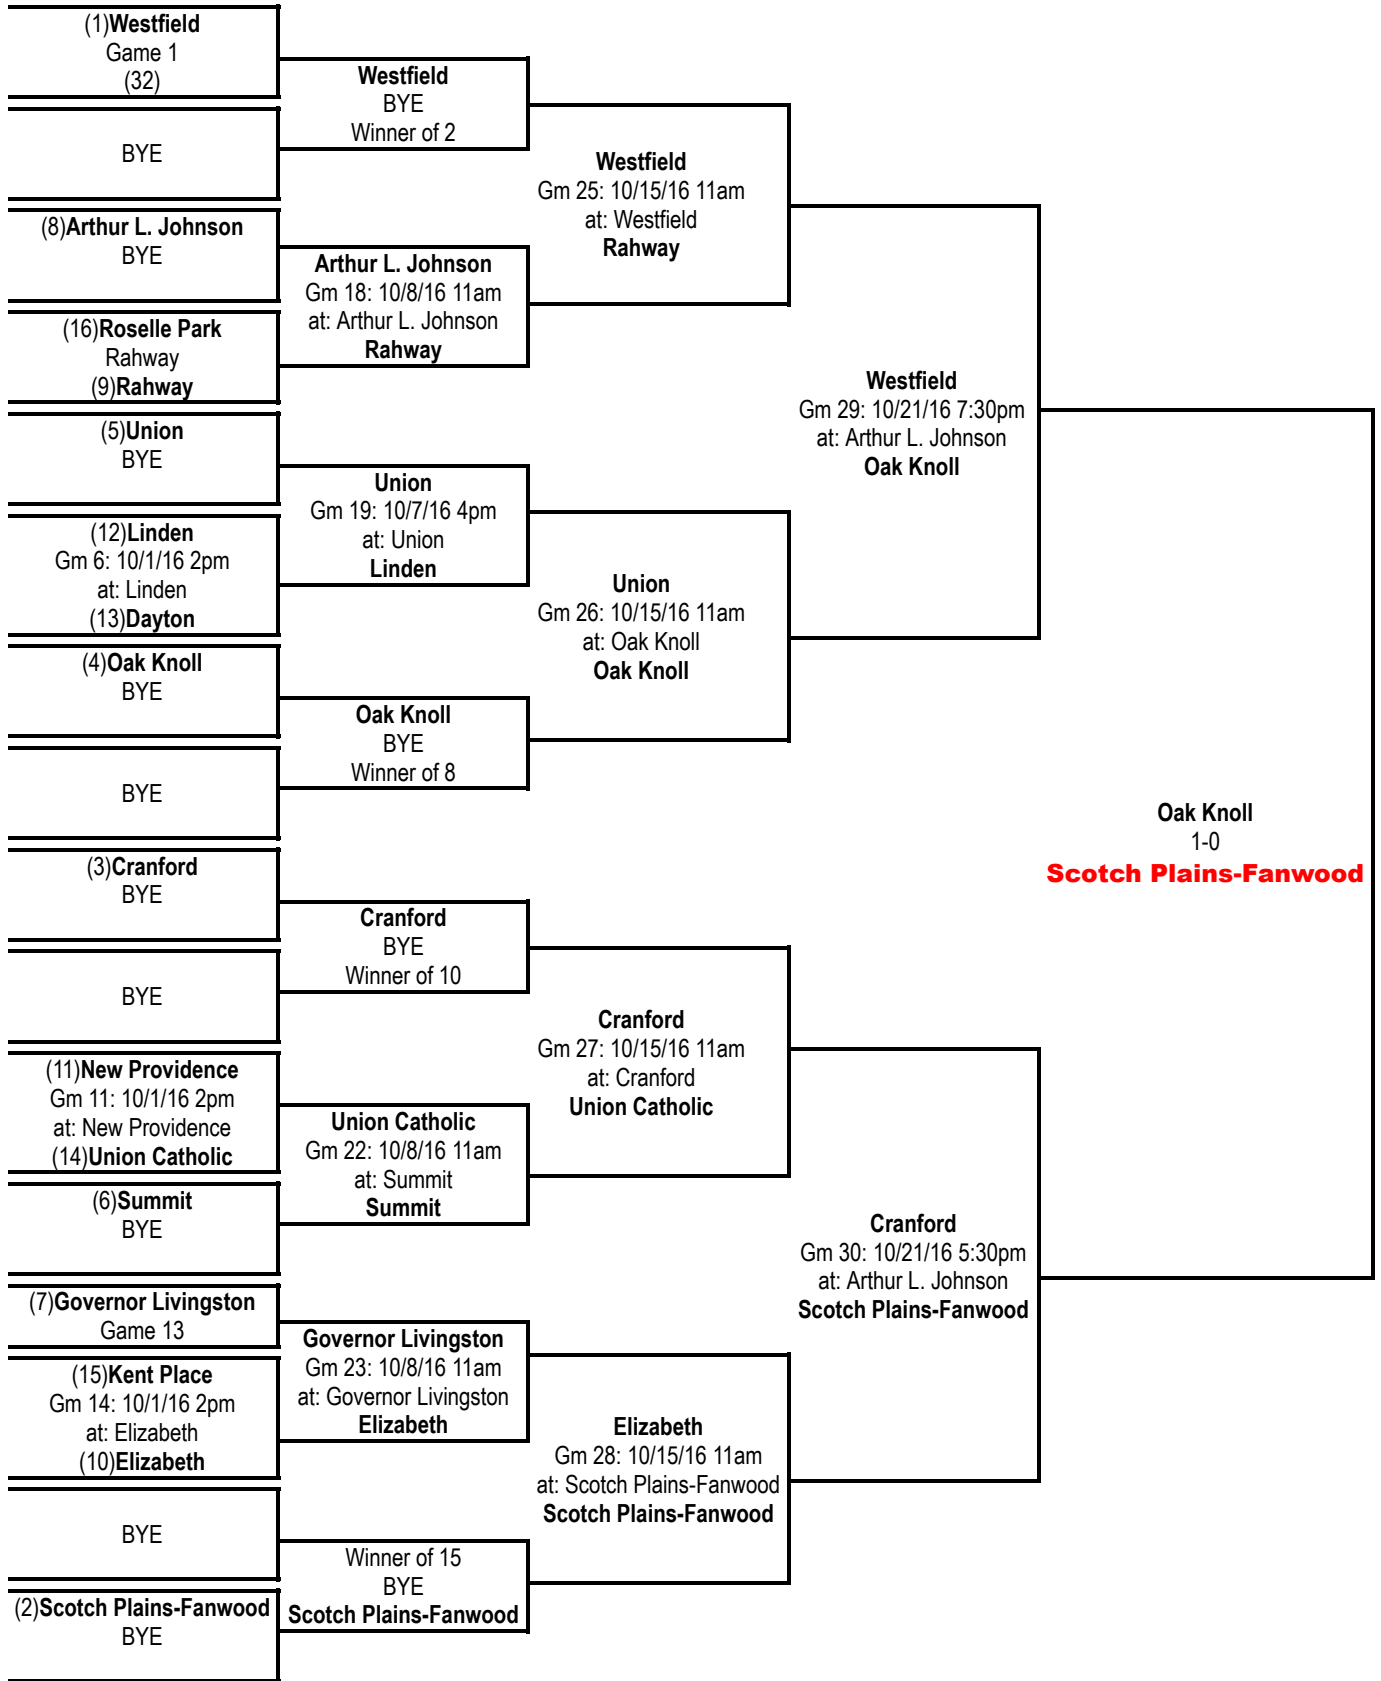 (1)Westfield
Game 1
(32)
BYE
(8)Arthur L. Johnson
BYE
(16)Roselle Park
Rahway
(9)Rahway
(5)Union
BYE
(12)Linden
Gm 6: 10/1/16 2pm
at: Linden
(13)Dayton
(4)Oak Knoll
BYE
BYE
(3)Cranford
BYE
BYE
(11)New Providence
Gm 11: 10/1/16 2pm
at: New Providence
(14)Union Catholic
(6)Summit
BYE
(7)Governor Livingston
Game 13
(15)Kent Place
Gm 14: 10/1/16 2pm
at: Elizabeth
(10)Elizabeth
BYE
(2)Scotch Plains-Fanwood
BYE
Westfield
BYE
Winner of 2
Arthur L. Johnson
Gm 18: 10/8/16 11am
at: Arthur L. Johnson
Rahway
Union
Gm 19: 10/7/16 4pm
at: Union
Linden
Oak Knoll
BYE
Winner of 8
Cranford
BYE
Winner of 10
Union Catholic
Gm 22: 10/8/16 11am
at: Summit
Summit
Governor Livingston
Gm 23: 10/8/16 11am
at: Governor Livingston
Elizabeth
Winner of 15
BYE
Scotch Plains-Fanwood
Westfield
Gm 25: 10/15/16 11am
at: Westfield
Rahway
Union
Gm 26: 10/15/16 11am
at: Oak Knoll
Oak Knoll
Cranford
Gm 27: 10/15/16 11am
at: Cranford
Union Catholic
Elizabeth
Gm 28: 10/15/16 11am
at: Scotch Plains-Fanwood
Scotch Plains-Fanwood
Westfield
Gm 29: 10/21/16 7:30pm
at: Arthur L. Johnson
Oak Knoll
Cranford
Gm 30: 10/21/16 5:30pm
at: Arthur L. Johnson
Scotch Plains-Fanwood
Oak Knoll
1-0
Scotch Plains-Fanwood